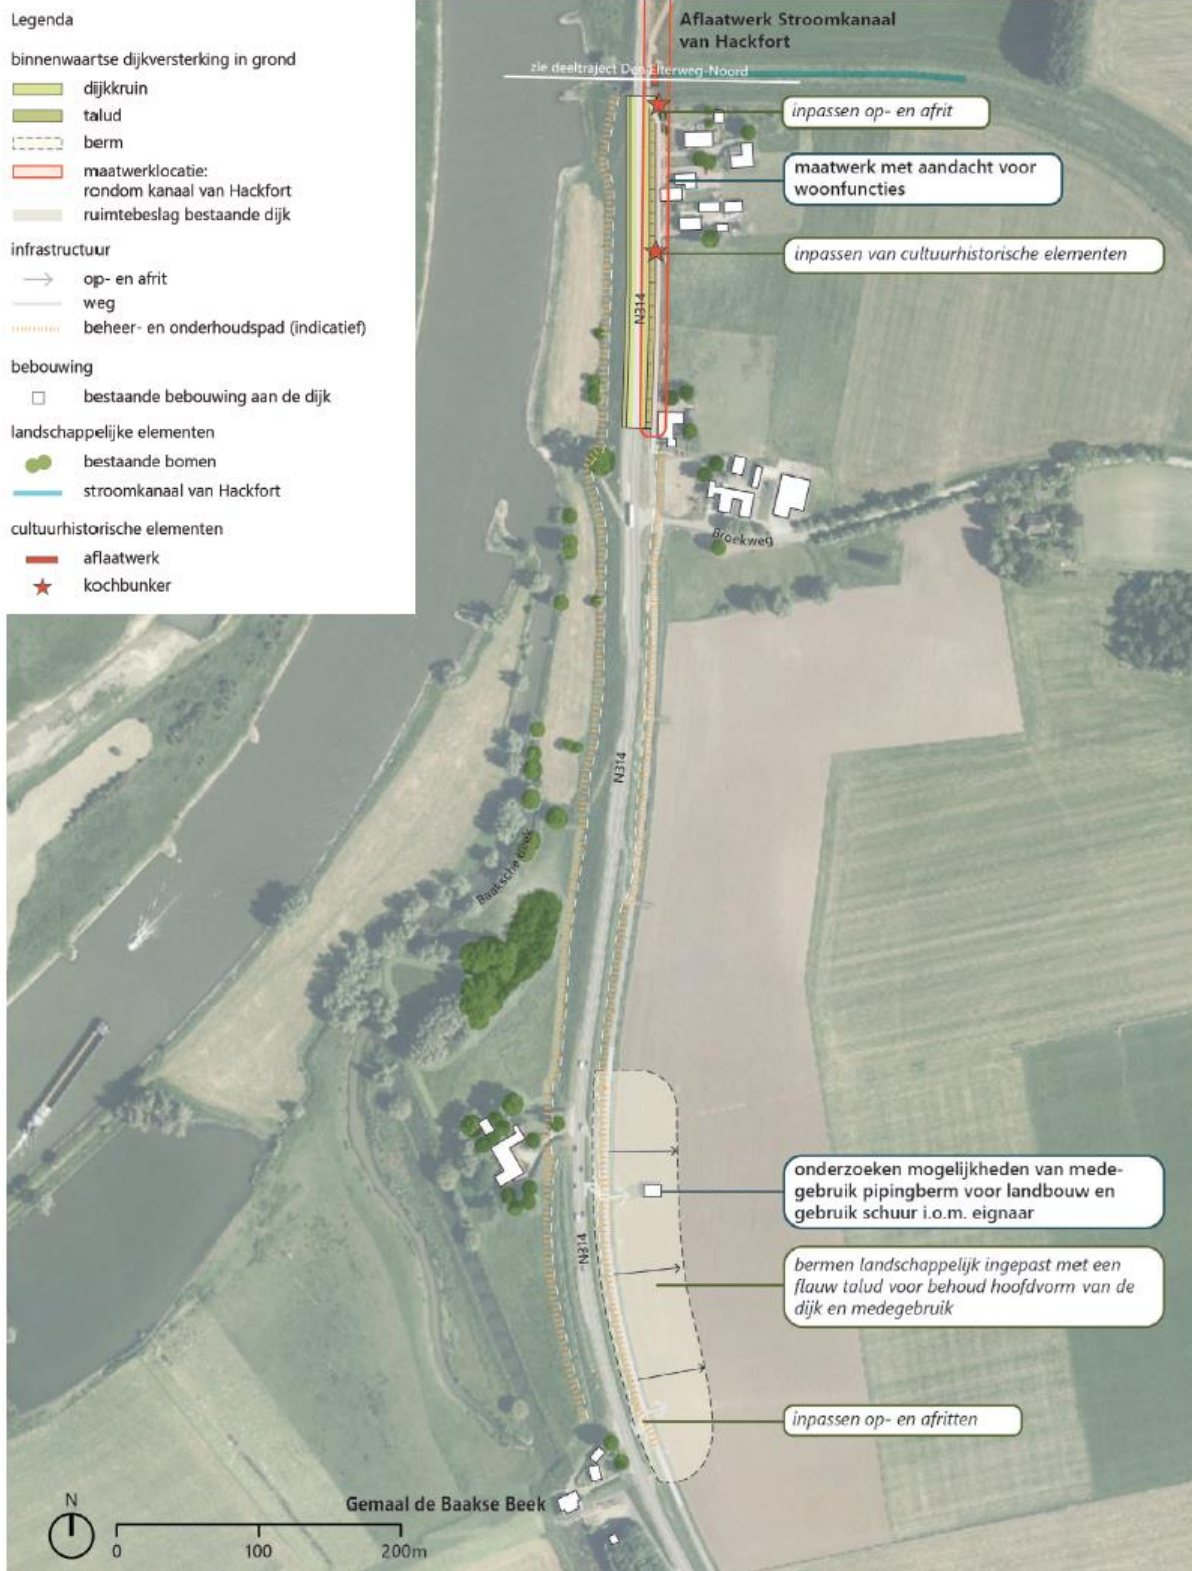 Legenda
binnenwaartse dijkversterking in grond
dijkkruin
talud
berm
maatwerklocatie:
rondom kanaal van Hackfort
ruimtebeslag bestaande dijk
infrastructuur
op- en afrit
weg
beheer- en onderhoudspad (indicatief)
bebouwing
bestaande bebouwing aan de dijk
landschappelijke elementen
bestaande bomen
stroomkanaal van Hackfort
cultuurhistorische elementen
aflaatwerk
kochbunker
Aflaatwerk Stroomkanaal
van Hackfort
zie deeltraject Den Elterweg-Noord
inpassen op- en afrit
maatwerk met aandacht voor
woonfuncties
inpassen van cultuurhistorische elementen
N314
Broekweg
N314
Baaksche Beek
onderzoeken mogelijkheden van mede-
gebruik pipingberm voor landbouw en
gebruik schuur i.o.m. eignaar
N314
bermen landschappelijk ingepast met een
flauw talud voor behoud hoofdvorm van de
dijk en medegebruik
inpassen op- en afritten
Gemaal de Baakse Beek
N
0 100 200m